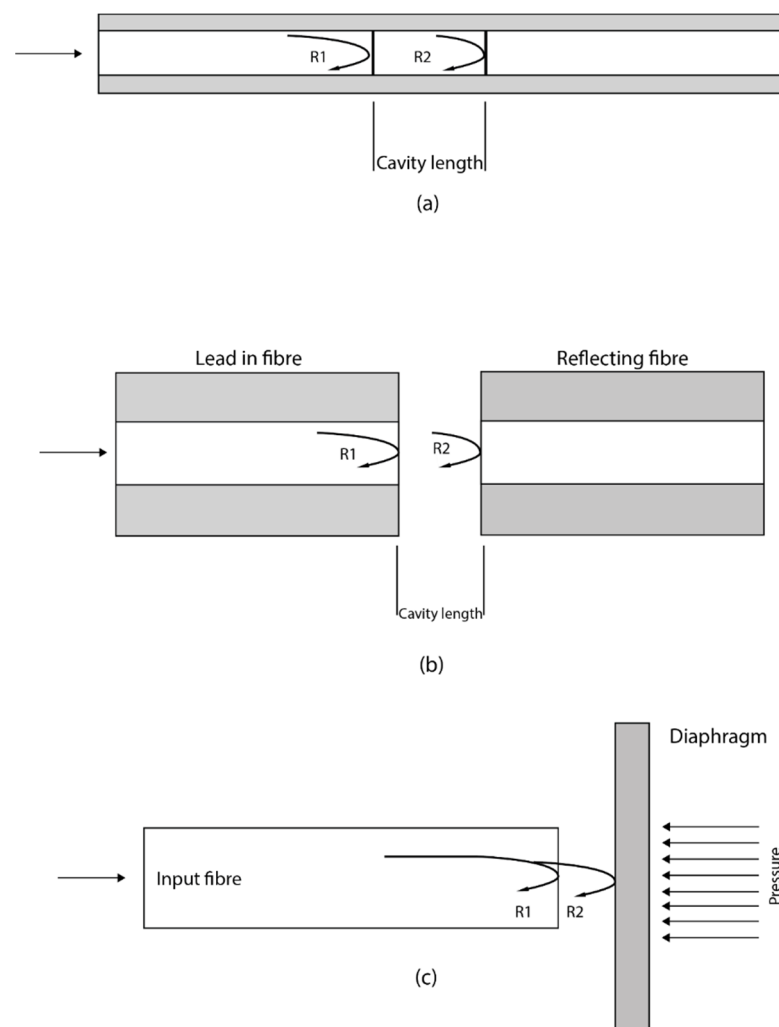 R1
R2
Cavity length
(a)
Lead in fibre
Reflecting fibre
R1
R2
Cavity length
(b)
Diaphragm
Input fibre
R1
R2
Pressure
(c)